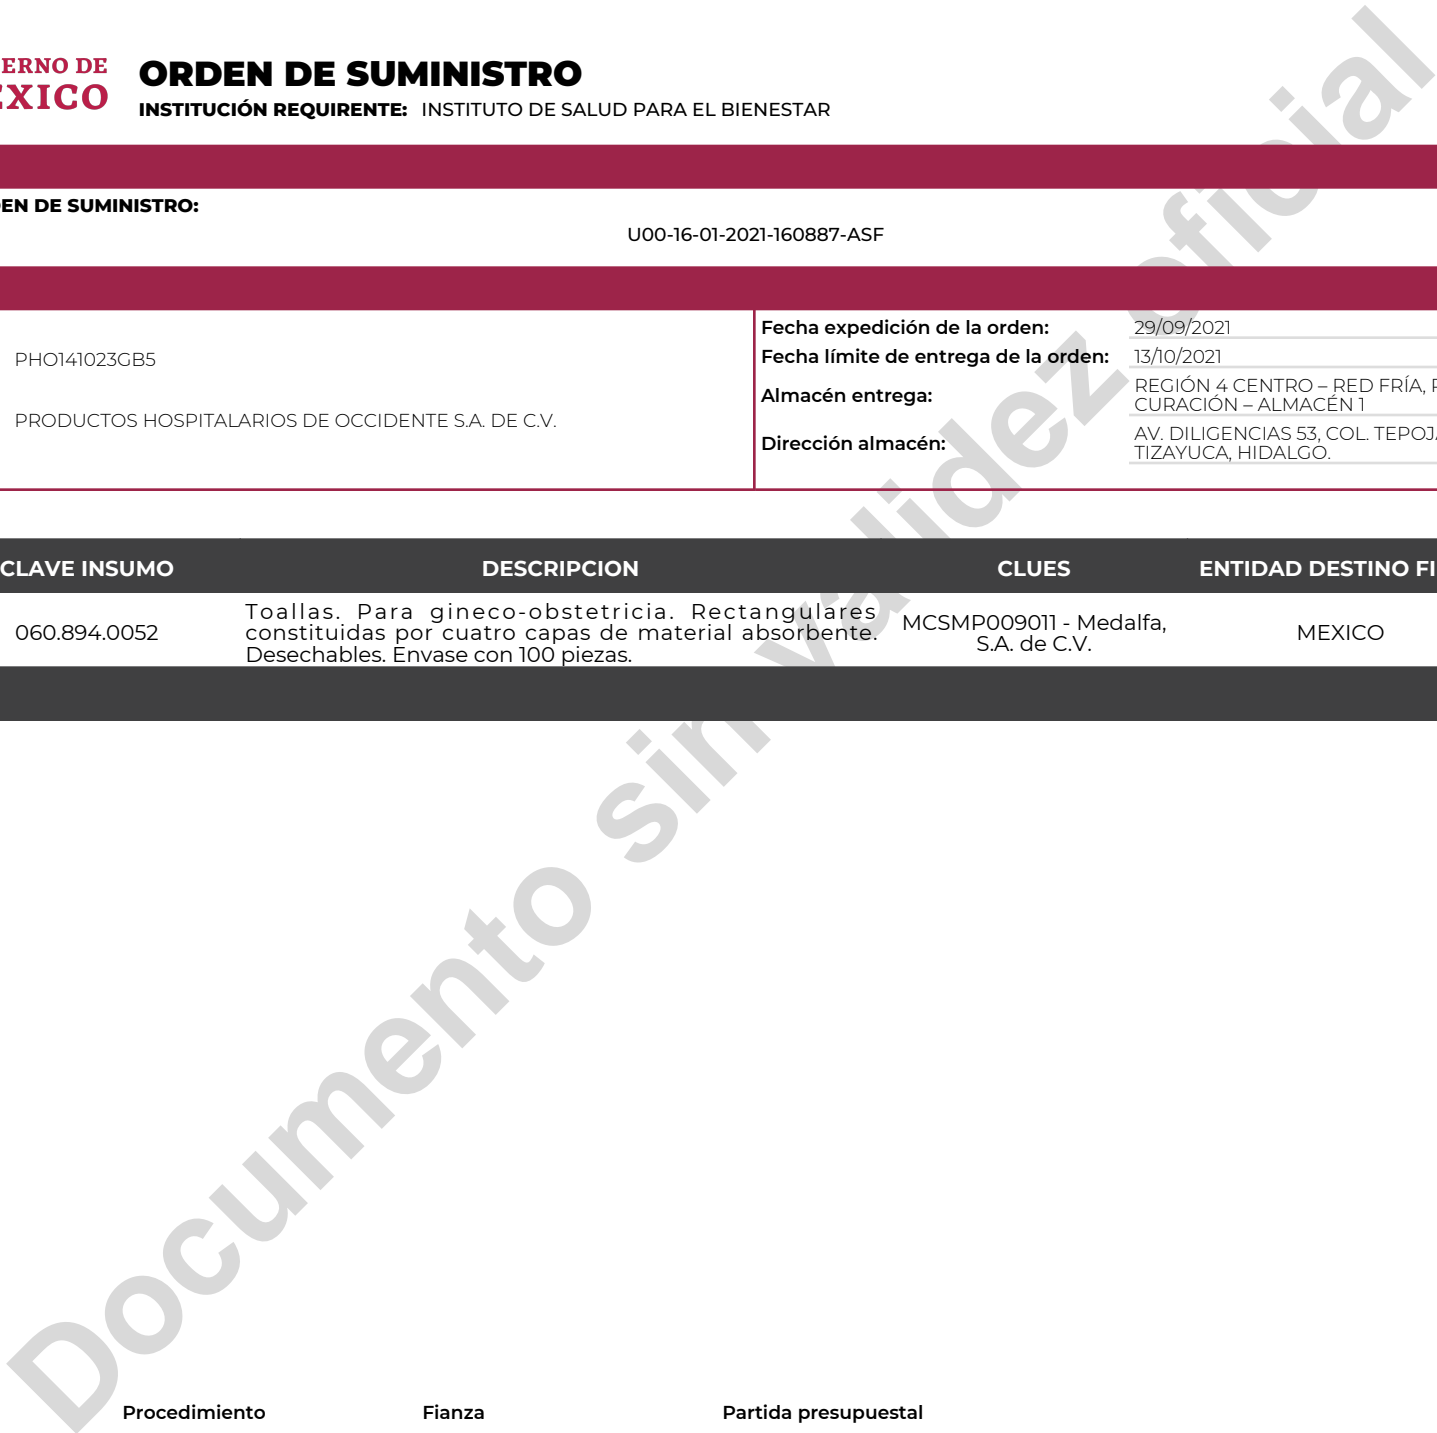 ERNO DE
EXICO
ORDEN DE SUMINISTRO
INSTITUCIÓN REQUIRENTE: INSTITUTO DE SALUD PARA EL BIENESTAR
EN DE SUMINISTRO:
U00-16-01-2021-160887-ASF
PHO141023GB5
PRODUCTOS HOSPITALARIOS DE OCCIDENTE S.A. DE C.V.
Fecha expedición de la orden: 29/09/2021
Fecha límite de entrega de la orden: 13/10/2021
Almacén entrega: REGIÓN 4 CENTRO – RED FRÍA,
CURACIÓN – ALMACÉN 1
Dirección almacén: AV. DILIGENCIAS 53, COL. TEPOJ
TIZAYUCA, HIDALGO.
CLAVE INSUMO DESCRIPCION CLUES ENTIDAD DESTINO FI
060.894.0052
Toallas. Para gineco-obstetricia. Rectangulares
constituidas por cuatro capas de material absorbente.
Desechables. Envase con 100 piezas.
MCSMP009011 - Medalfa,
S.A. de C.V.
MEXICO
Documento sin validez oficial
Procedimiento Fianza Partida presupuestal